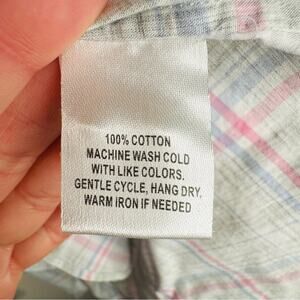 100% COTTON
MACHINE WASH COLD
WITH LIKE COLORS,
GENTLE CYCLE, HANG DRY,
WARM IRON IF NEEDED